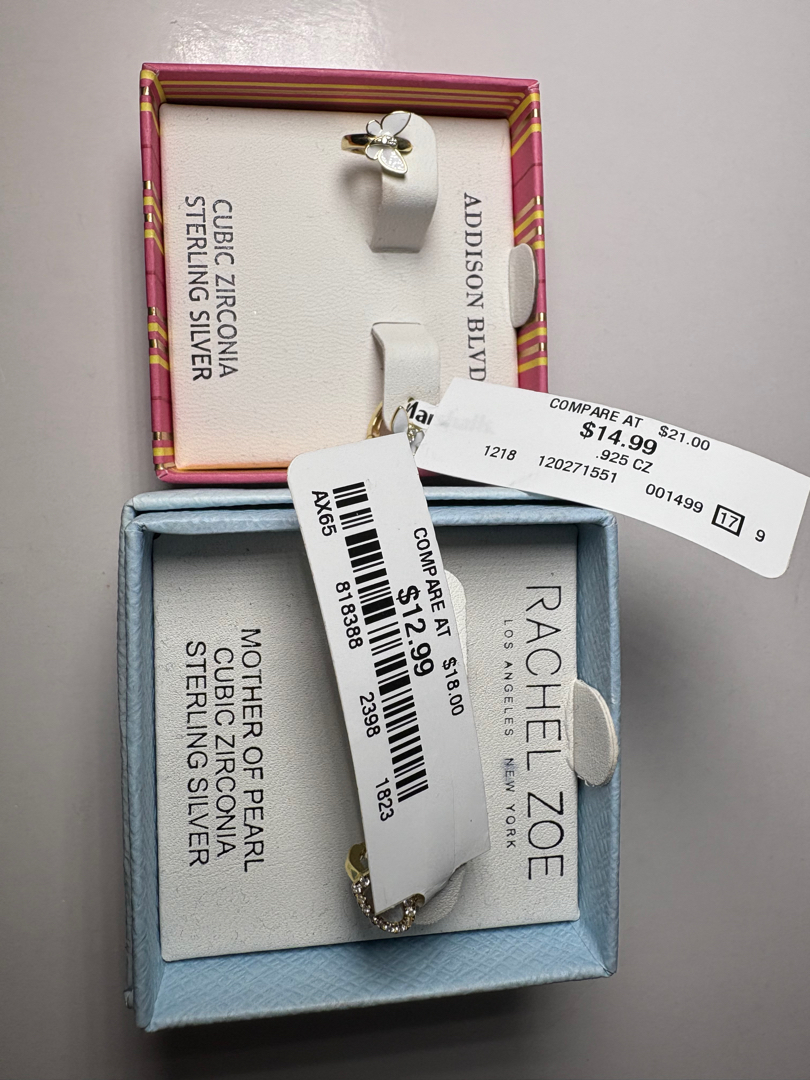 ADDISON BLVD
CUBIC ZIRCONIA
STERLING SILVER
Marshalls
COMPARE AT $21.00
$14.99
.925 CZ
1218 120271551
001499 17 9
COMPARE AT $18.00
$12.99
AX65 818388 2398 1823
RACHEL ZOE
LOS ANGELES NEW YORK
MOTHER OF PEARL
CUBIC ZIRCONIA
STERLING SILVER